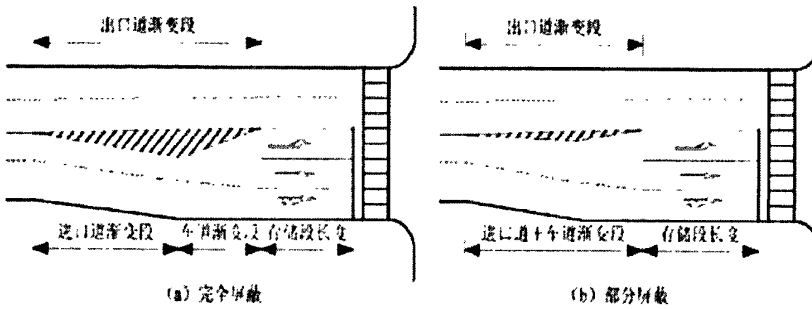 出口道渐变段
进口道渐变段
车道渐变段
存储段长度
(a) 完全屏蔽
出口道渐变段
进口道+车道渐变段
存储段长度
(b) 部分屏蔽